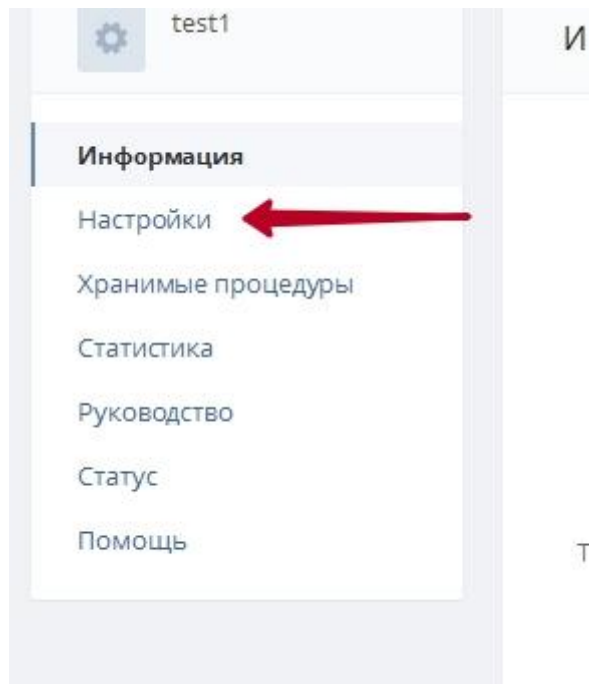 test1
Информация
Настройки
Хранимые процедуры
Статистика
Руководство
Статус
Помощь